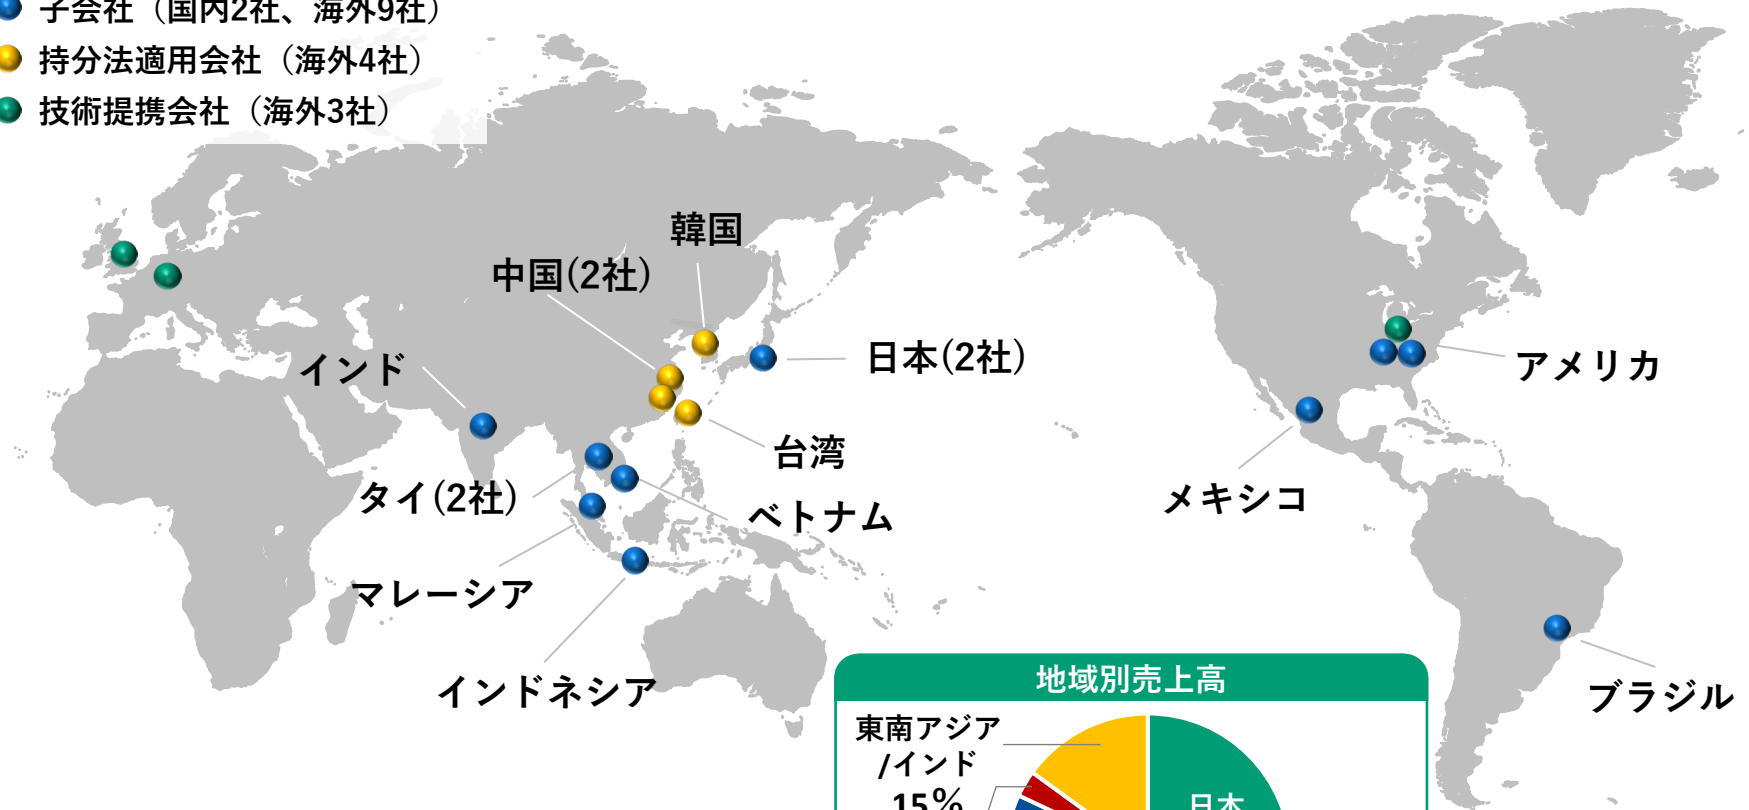 子会社（国内2社、海外9社）
持分法適用会社（海外4社）
技術提携会社（海外3社）
韓国
中国(2社)
日本(2社)
インド
アメリカ
台湾
タイ(2社)
メキシコ
ベトナム
マレーシア
インドネシア
ブラジル
地域別売上高
東南アジア
/インド
15%
日本